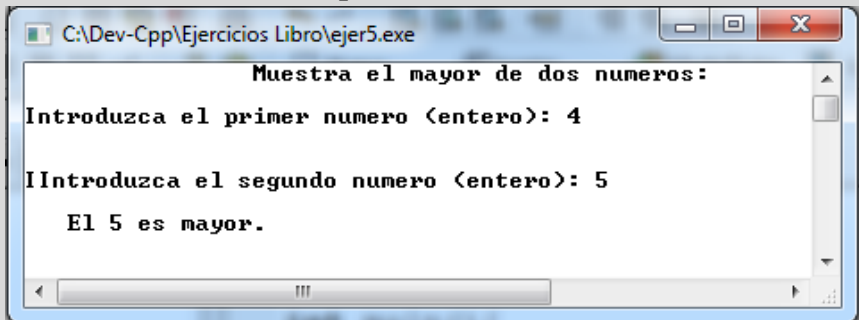 C:\Dev-Cpp\Ejercicios Libro\ejer5.exe
Muestra el mayor de dos numeros:
Introduzca el primer numero (entero): 4
IIntroduzca el segundo numero (entero): 5
El 5 es mayor.